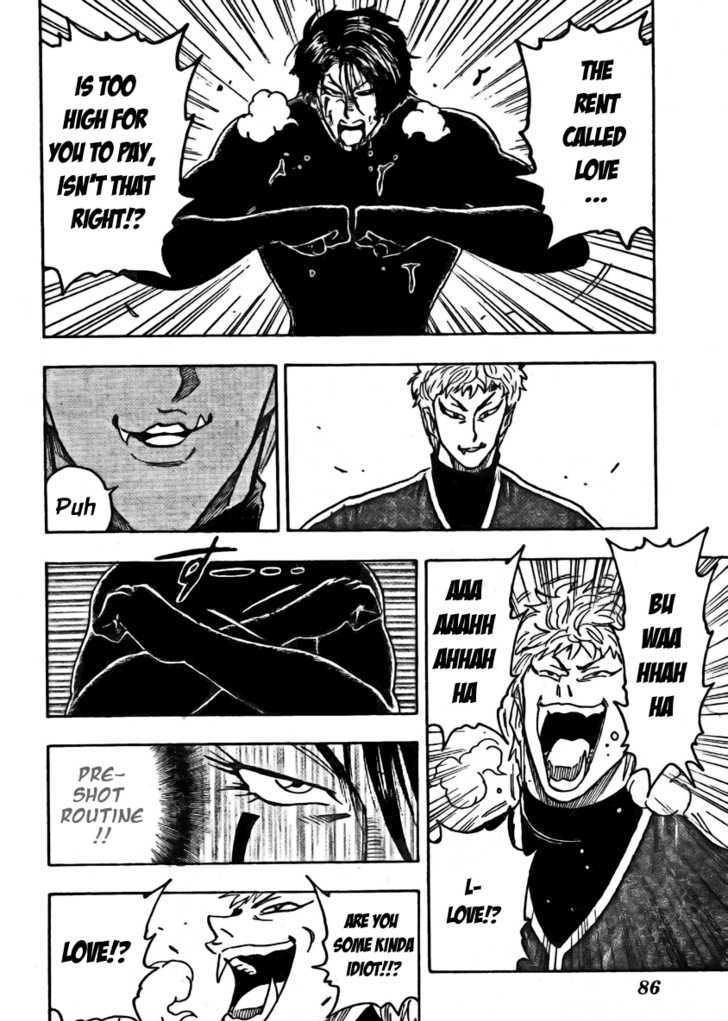 THE
RENT
CALLED
LOVE
...
IS TOO
HIGH FOR
YOU TO PAY,
ISN'T THAT
RIGHT!?
Puh
BU
WAA
HHAH
HA
AAA
AAAHH
AHHAH
HA
L-
LOVE!?
PRE-
SHOT
ROUTINE
!!
ARE YOU
SOME KINDA
IDIOT!!?
LOVE!?
86